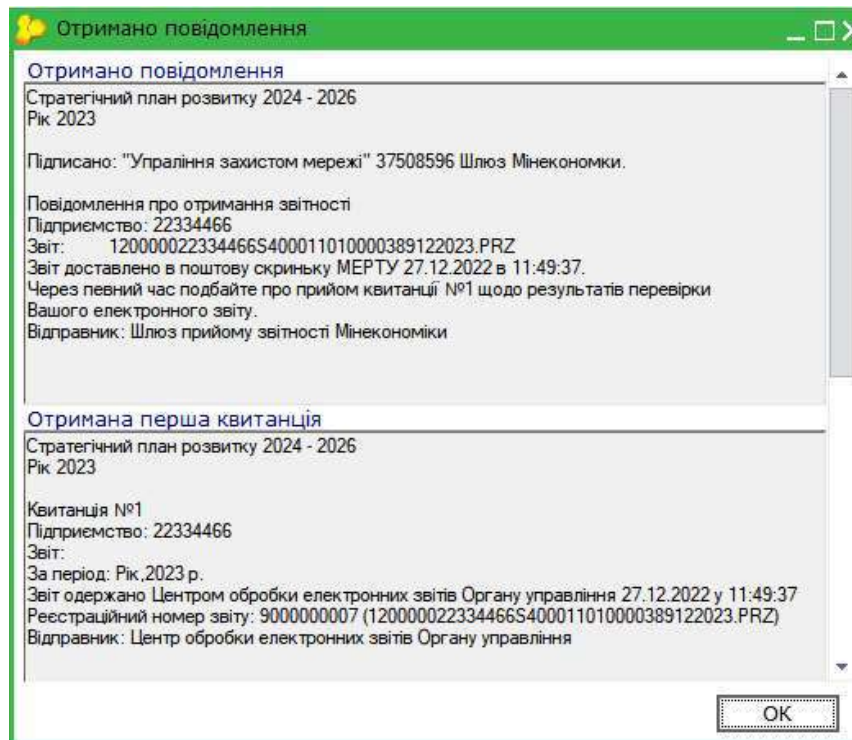 Отримано повідомлення
Отримано повідомлення
Стратегічний план розвитку 2024 - 2026
Рік 2023
Підписано: "Упраління захистом мережі" 37508596 Шлюз Мінекономки.
Повідомлення про отримання звітності
Підприємство: 22334466
Звіт: 120000022334466S400011010000389122023.PRZ
Звіт доставлено в поштову скриньку МЕРТУ 27.12.2022 в 11:49:37.
Через певний час подбайте про прийом квитанції №1 щодо результатів перевірки
Вашого електронного звіту.
Відправник: Шлюз прийому звітності Мінекономіки
Отримана перша квитанція
Стратегічний план розвитку 2024 - 2026
Рік 2023
Квитанція №1
Підприємство: 22334466
Звіт:
За період: Рік,2023 р.
Звіт одержано Центром обробки електронних звітів Органу управління 27.12.2022 у 11:49:37
Реєстраційний номер звіту: 9000000007 (120000022334466S400011010000389122023.PRZ)
Відправник: Центр обробки електронних звітів Органу управління
OK